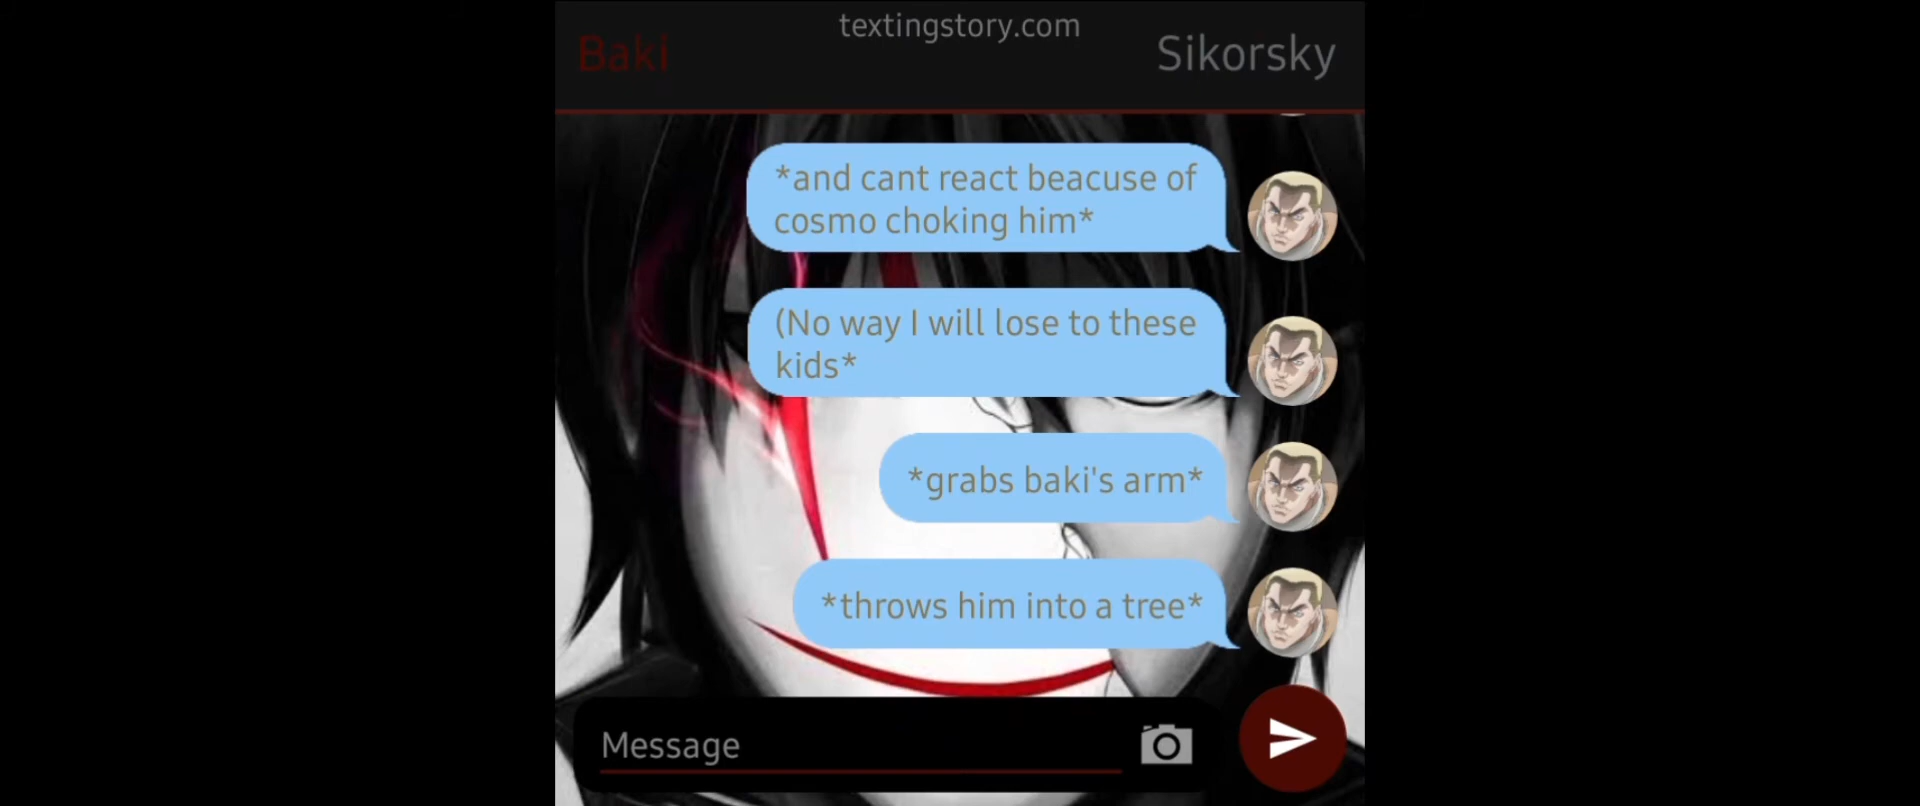 textingstory.com
Baki
Sikorsky
*and cant react beacuse of
cosmo choking him*
(No way I will lose to these
kids*
*grabs baki's arm*
*throws him into a tree*
Message